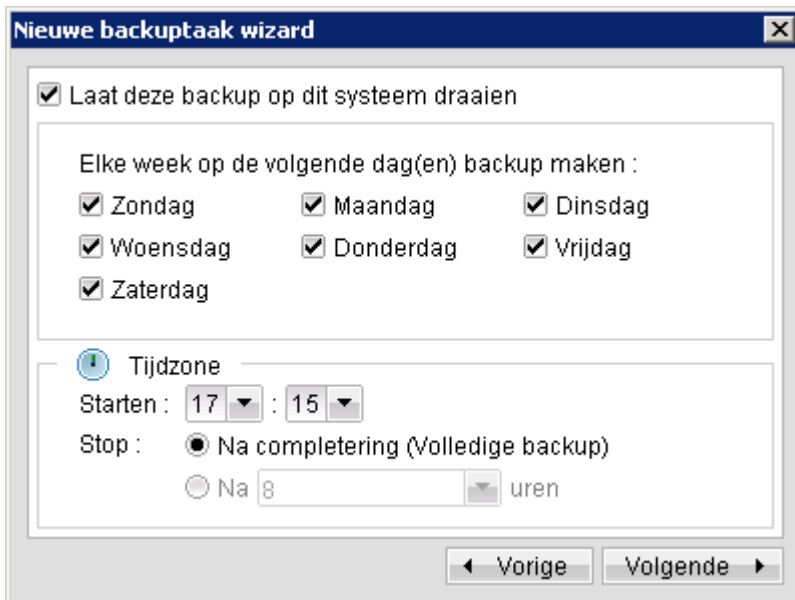 Nieuwe backuptaak wizard
Laat deze backup op dit systeem draaien
Elke week op de volgende dag(en) backup maken :
Zondag Maandag Dinsdag
Woensdag Donderdag Vrijdag
Zaterdag
Tijdzone
Starten : 17 : 15
Stop : Na completering (Volledige backup)
Na 8 uren
Vorige Volgende